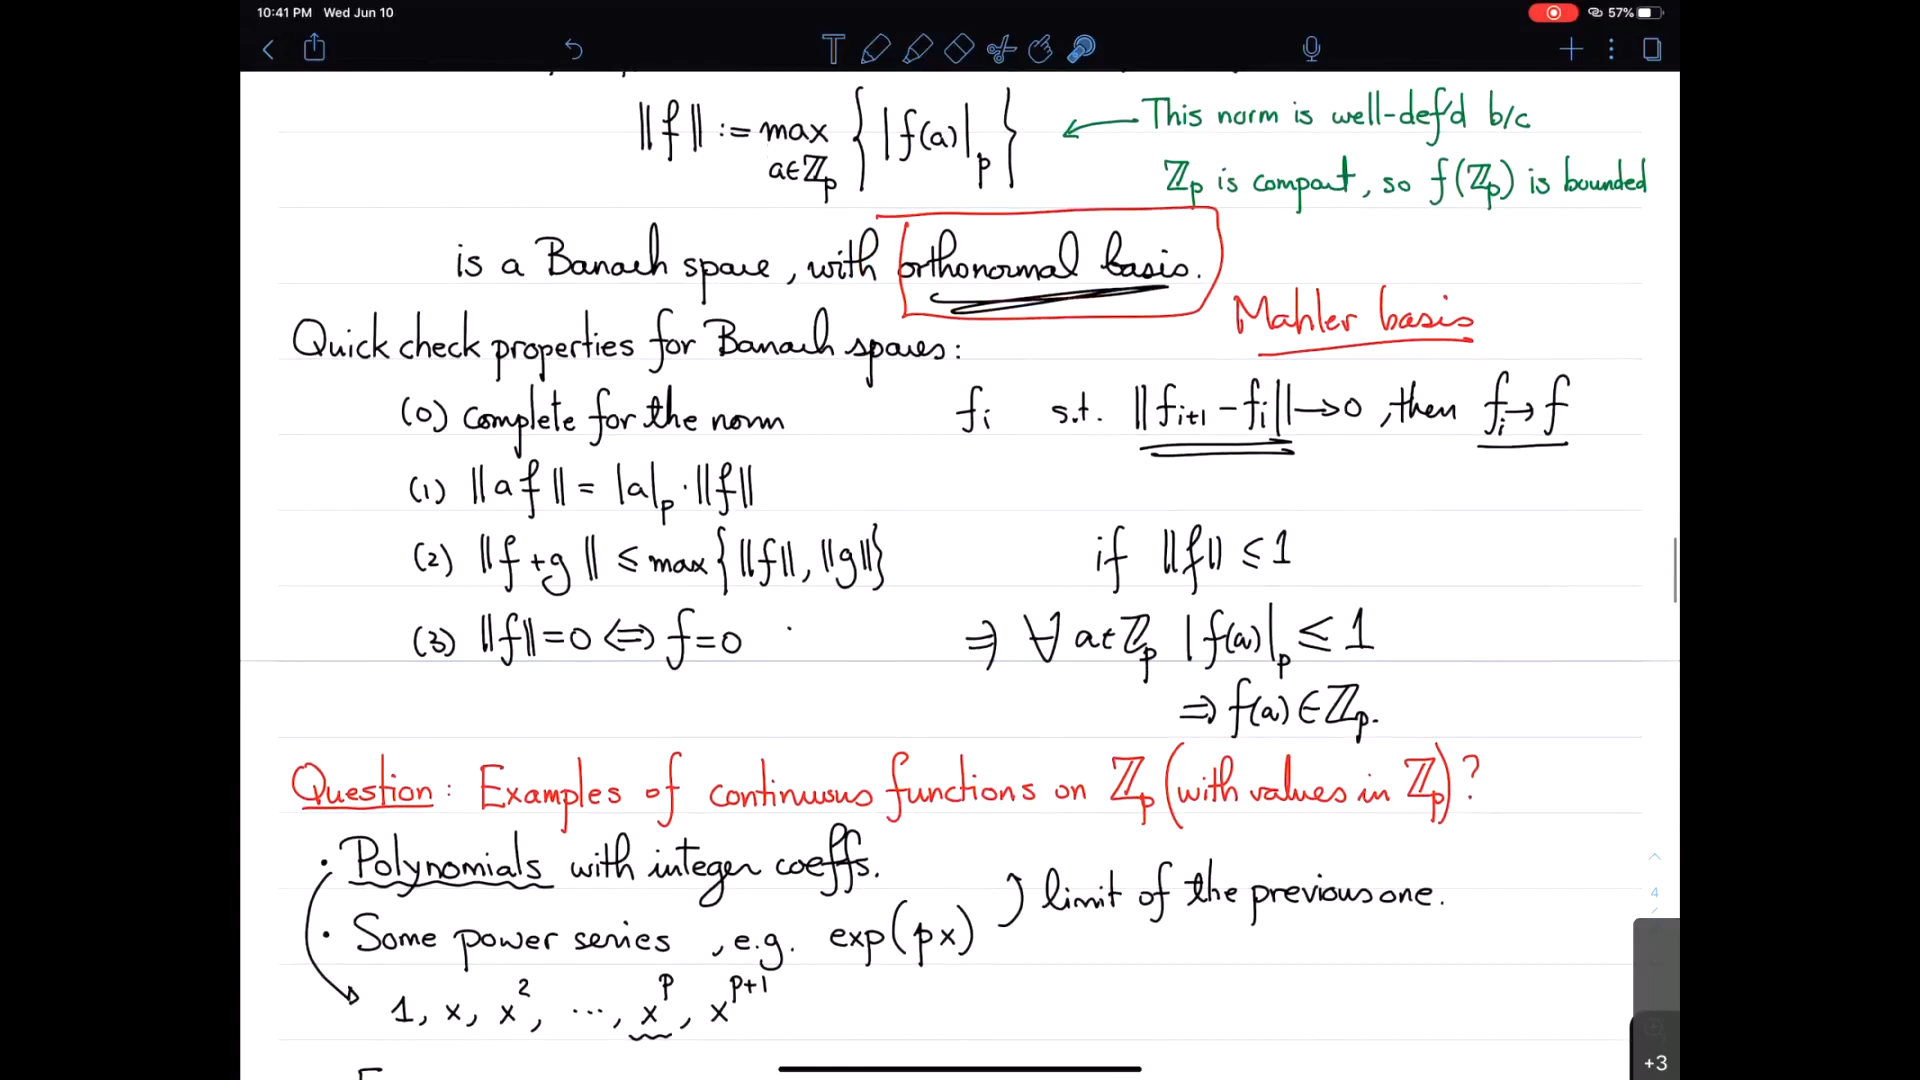 10:41 PM Wed Jun 10
57%
‖f‖ := max { |f(a)|_p }
a∈ℤ_p
← This norm is well-def'd b/c
ℤ_p is compact, so f(ℤ_p) is bounded
is a Banach space, with orthonormal basis.
Mahler basis
Quick check properties for Banach spaces:
(0) complete for the norm f_i s.t. ‖f_{i+1} - f_i‖→0, then f_i→f
(1) ‖af‖ = |a|_p·‖f‖
(2) ‖f+g‖ ≤ max{‖f‖, ‖g‖} if ‖f‖ ≤ 1
(3) ‖f‖=0 ⇔ f=0 ⇒ ∀ a∈ℤ_p |f(a)|_p ≤ 1
⇒ f(a)∈ℤ_p.
Question: Examples of continuous functions on ℤ_p (with values in ℤ_p)?
· Polynomials with integer coeffs.
limit of the previous one.
· Some power series, e.g. exp(px)
1, x, x², ..., x^p, x^{p+1}
4
+3